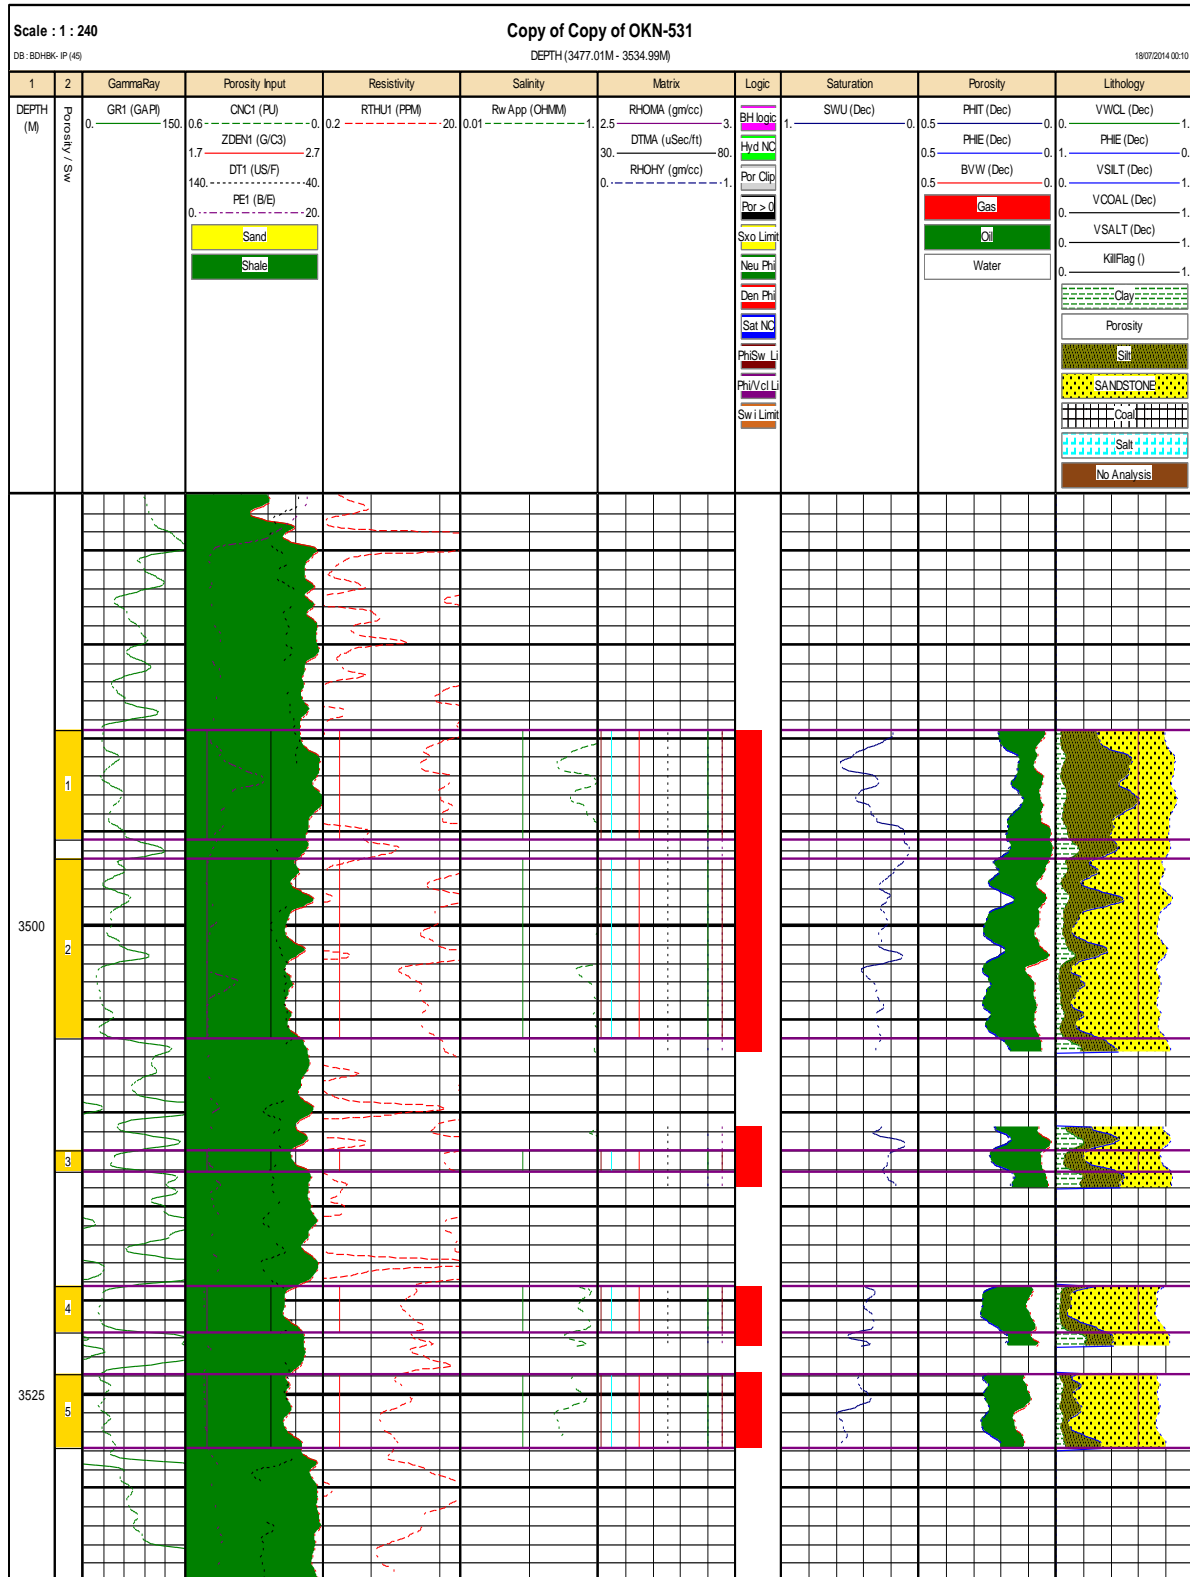 Scale : 1 : 240
Copy of Copy of OKN-531
DB : BDHBK- IP (45)
DEPTH (3477.01M - 3534.99M)
18/07/2014 00:10
1 2 GammaRay Porosity Input Resistivity Salinity Matrix Logic Saturation Porosity Lithology
DEPTH (M)
Porosity / Sw
GR1 (GAPI)
0. 150.
CNC1 (PU)
0.6 0.
ZDEN1 (G/C3)
1.7 2.7
DT1 (US/F)
140. 40.
PE1 (B/E)
0. 20.
Sand
Shale
RTHU1 (PPM)
0.2 20.
Rw App (OHMM)
0.01 1.
RHOMA (gm/cc)
2.5 3.
DTMA (uSec/ft)
30. 80.
RHOHY (gm/cc)
0. 1.
BH logic
Hyd NC
Por Clip
Por > 0
Sxo Limit
Neu Phi
Den Phi
Sat NC
PhiSw Li
Phi/Vcl Li
Swi Limit
SWU (Dec)
1. 0.
PHIT (Dec)
0.5 0.
PHIE (Dec)
0.5 0.
BVW (Dec)
0.5 0.
Gas
Oil
Water
VWCL (Dec)
0. 1.
PHIE (Dec)
1. 0.
VSILT (Dec)
0. 1.
VCOAL (Dec)
0. 1.
VSALT (Dec)
0. 1.
KillFlag ()
0. 1.
Clay
Porosity
Silt
SANDSTONE
Coal
Salt
No Analysis
1
3500
2
3
4
3525
5